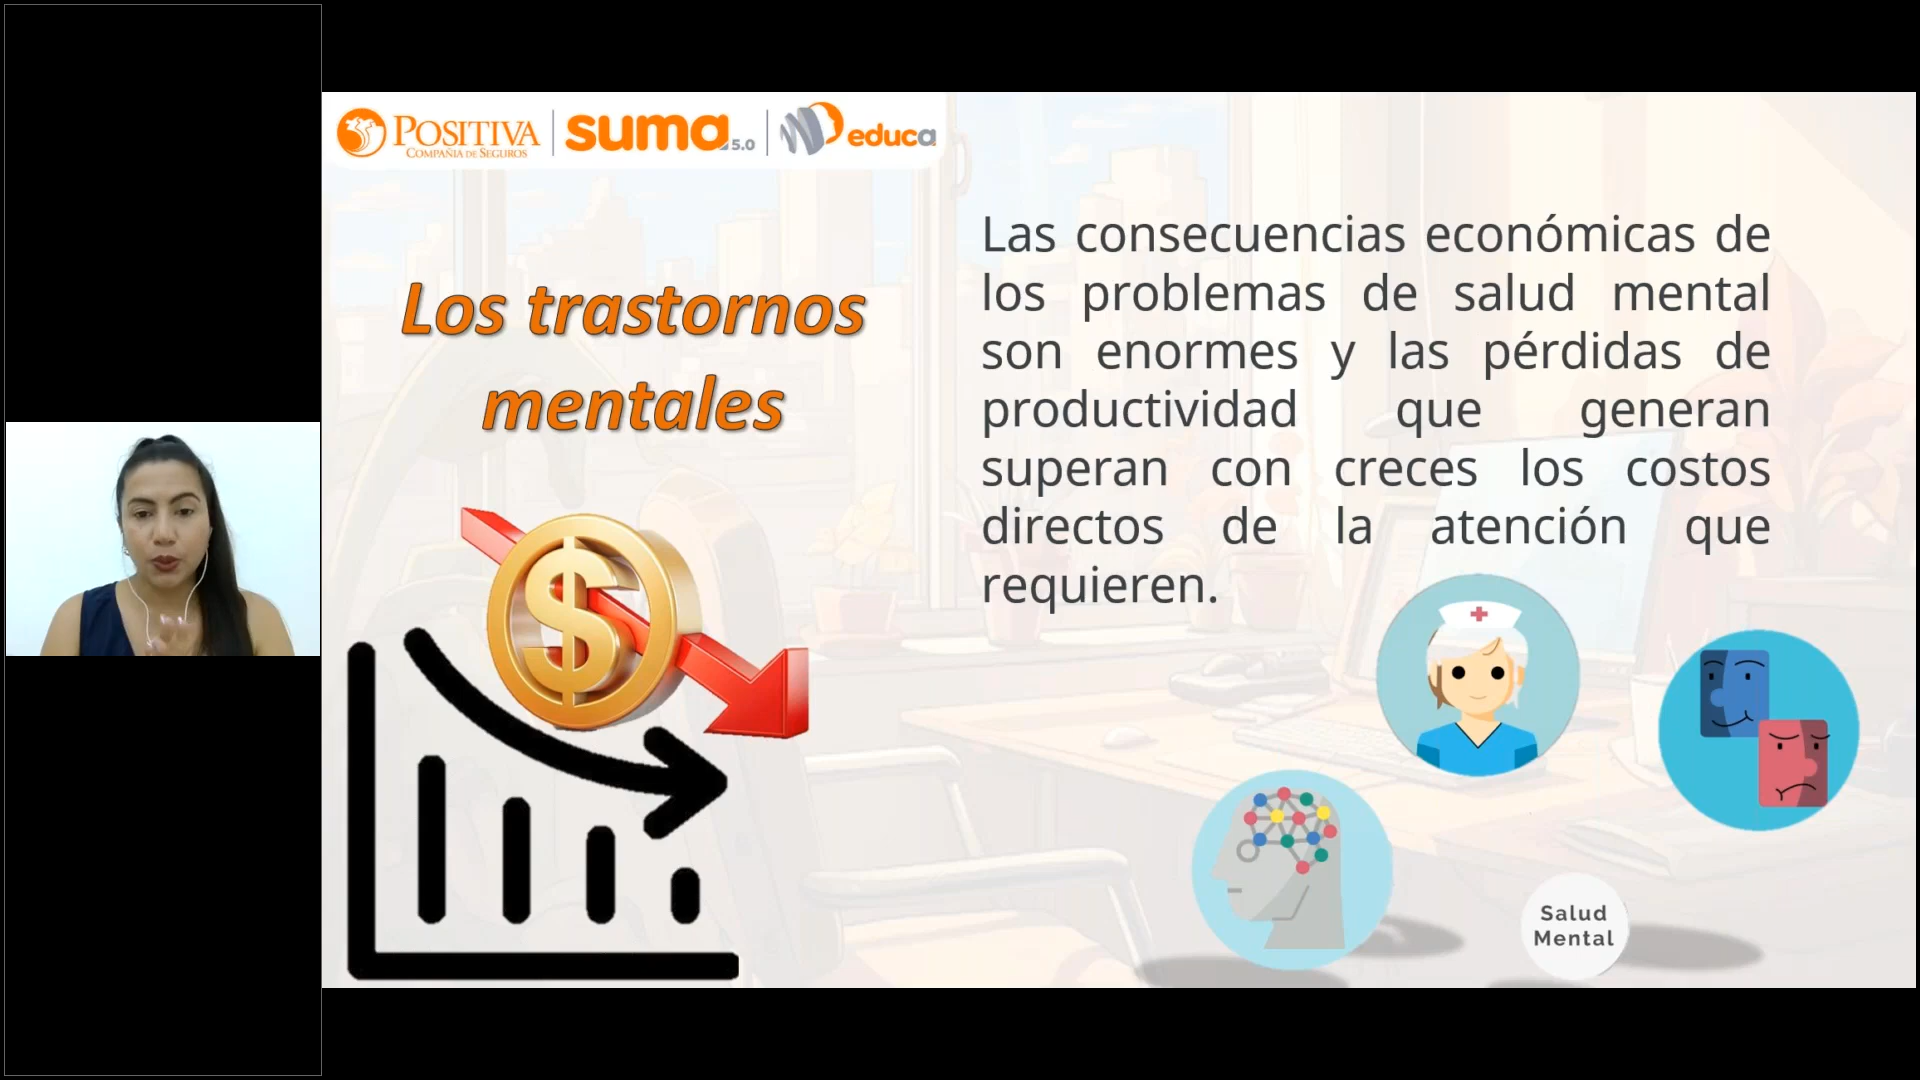 POSITIVA
COMPAÑIA DE SEGUROS
suma 5.0
educa
Los trastornos
mentales
Las consecuencias económicas de
los problemas de salud mental
son enormes y las pérdidas de
productividad que generan
superan con creces los costos
directos de la atención que
requieren.
Salud
Mental